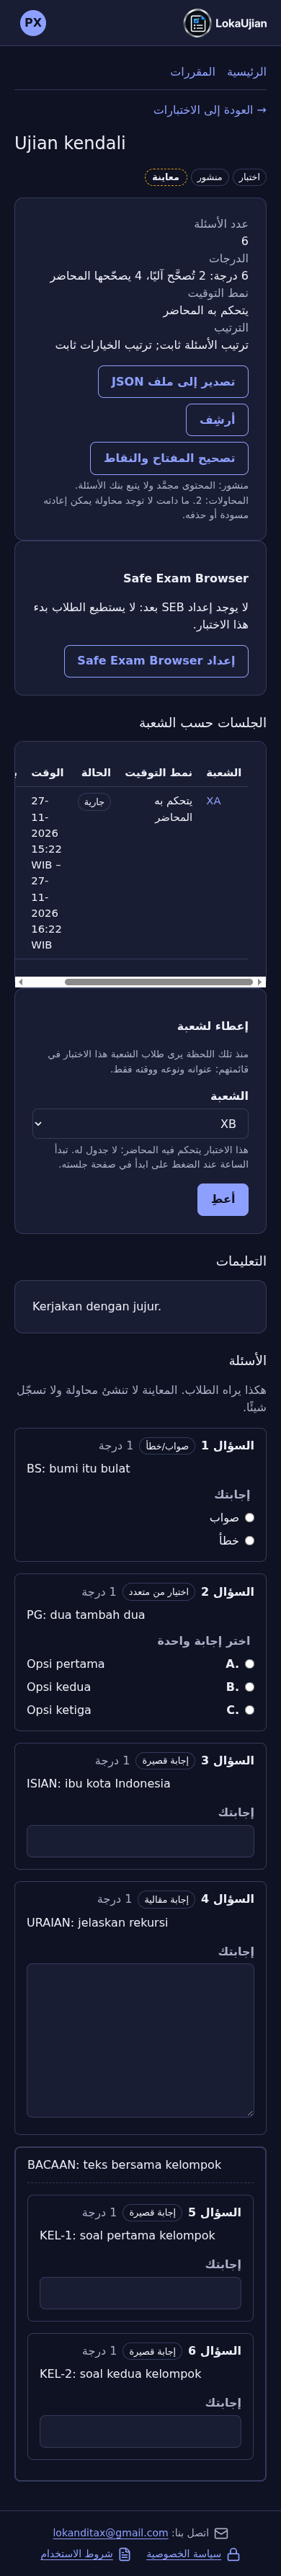 PX
LokaUjian
الرئيسية
المقررات
→ العودة إلى الاختبارات
Ujian kendali
اختبار
منشور
معاينة
عدد الأسئلة
6
الدرجات
6 درجة: 2 تُصحَّح آليًا، 4 يصحّحها المحاضر
نمط التوقيت
يتحكم به المحاضر
الترتيب
ترتيب الأسئلة ثابت; ترتيب الخيارات ثابت
تصدير إلى ملف JSON
أرشِف
تصحيح المفتاح والنقاط
منشور: المحتوى مجمَّد ولا يتبع بنك الأسئلة.
المحاولات: 2. ما دامت لا توجد محاولة يمكن إعادته
مسودة أو حذفه.
Safe Exam Browser
لا يوجد إعداد SEB بعد: لا يستطيع الطلاب بدء
هذا الاختبار.
إعداد Safe Exam Browser
الجلسات حسب الشعبة
الشعبة
نمط التوقيت
الحالة
الوقت
XA
يتحكم به
المحاضر
جارية
27-
11-
2026
15:22
WIB –
27-
11-
2026
16:22
WIB
إعطاء لشعبة
منذ تلك اللحظة يرى طلاب الشعبة هذا الاختبار في
قائمتهم: عنوانه ونوعه ووقته فقط.
الشعبة
XB
هذا الاختبار يتحكم فيه المحاضر: لا جدول له. تبدأ
الساعة عند الضغط على ابدأ في صفحة جلسته.
أعطِ
التعليمات
Kerjakan dengan jujur.
الأسئلة
هكذا يراه الطلاب. المعاينة لا تنشئ محاولة ولا تسجّل
شيئًا.
السؤال 1 صواب/خطأ 1 درجة
BS: bumi itu bulat
إجابتك
صواب
خطأ
السؤال 2 اختيار من متعدد 1 درجة
PG: dua tambah dua
اختر إجابة واحدة
A. Opsi pertama
B. Opsi kedua
C. Opsi ketiga
السؤال 3 إجابة قصيرة 1 درجة
ISIAN: ibu kota Indonesia
إجابتك
السؤال 4 إجابة مقالية 1 درجة
URAIAN: jelaskan rekursi
إجابتك
BACAAN: teks bersama kelompok
السؤال 5 إجابة قصيرة 1 درجة
KEL-1: soal pertama kelompok
إجابتك
السؤال 6 إجابة قصيرة 1 درجة
KEL-2: soal kedua kelompok
إجابتك
اتصل بنا: lokanditax@gmail.com
سياسة الخصوصية
شروط الاستخدام